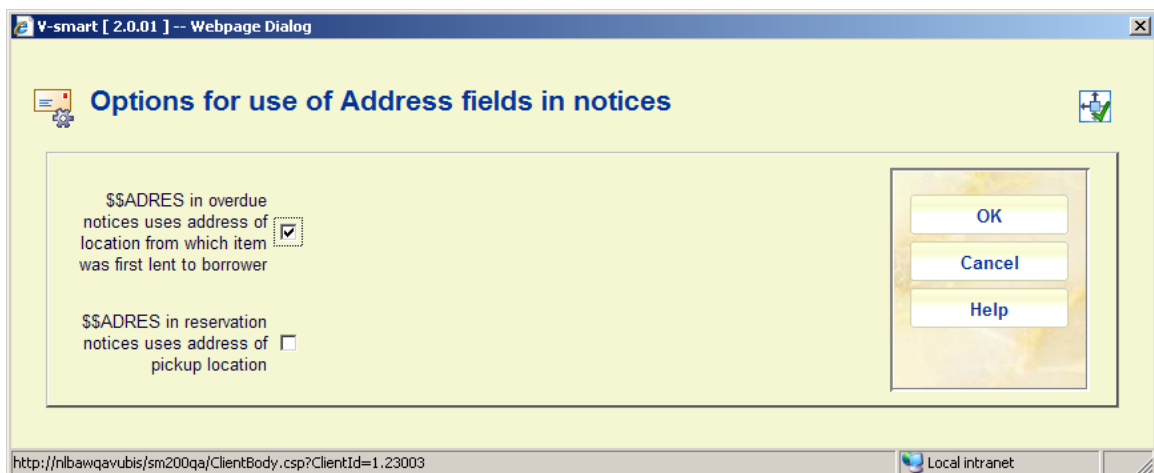 V-smart [ 2.0.01 ] -- Webpage Dialog
Options for use of Address fields in notices
$$ADRES in overdue
notices uses address of
location from which item
was first lent to borrower
$$ADRES in reservation
notices uses address of
pickup location
OK
Cancel
Help
http://nlbawqavubis/sm200qa/ClientBody.csp?ClientId=1.23003
Local intranet